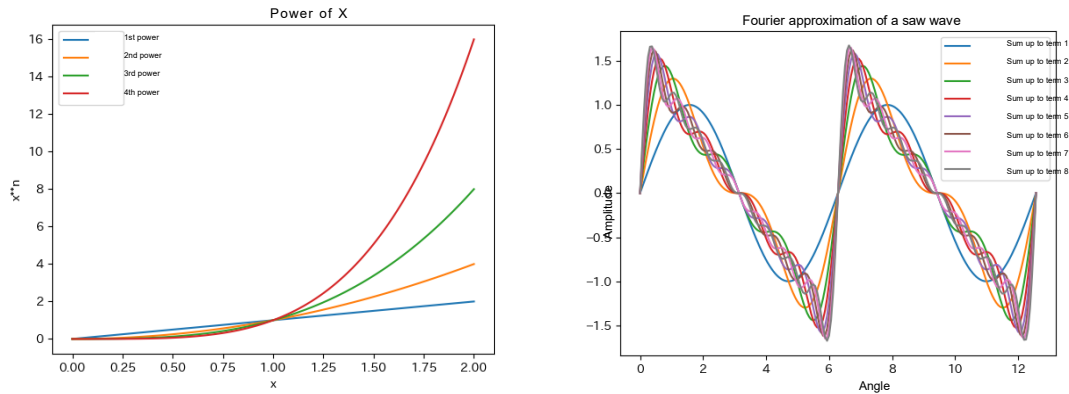 Power of X
1st power
2nd power
3rd power
4th power
16
14
12
10
8
6
4
2
0
x**n
0.00 0.25 0.50 0.75 1.00 1.25 1.50 1.75 2.00
x
Fourier approximation of a saw wave
Sum up to term 1
Sum up to term 2
Sum up to term 3
Sum up to term 4
Sum up to term 5
Sum up to term 6
Sum up to term 7
Sum up to term 8
1.5
1.0
0.5
0.0
−0.5
−1.0
−1.5
Amplitude
0 2 4 6 8 10 12
Angle